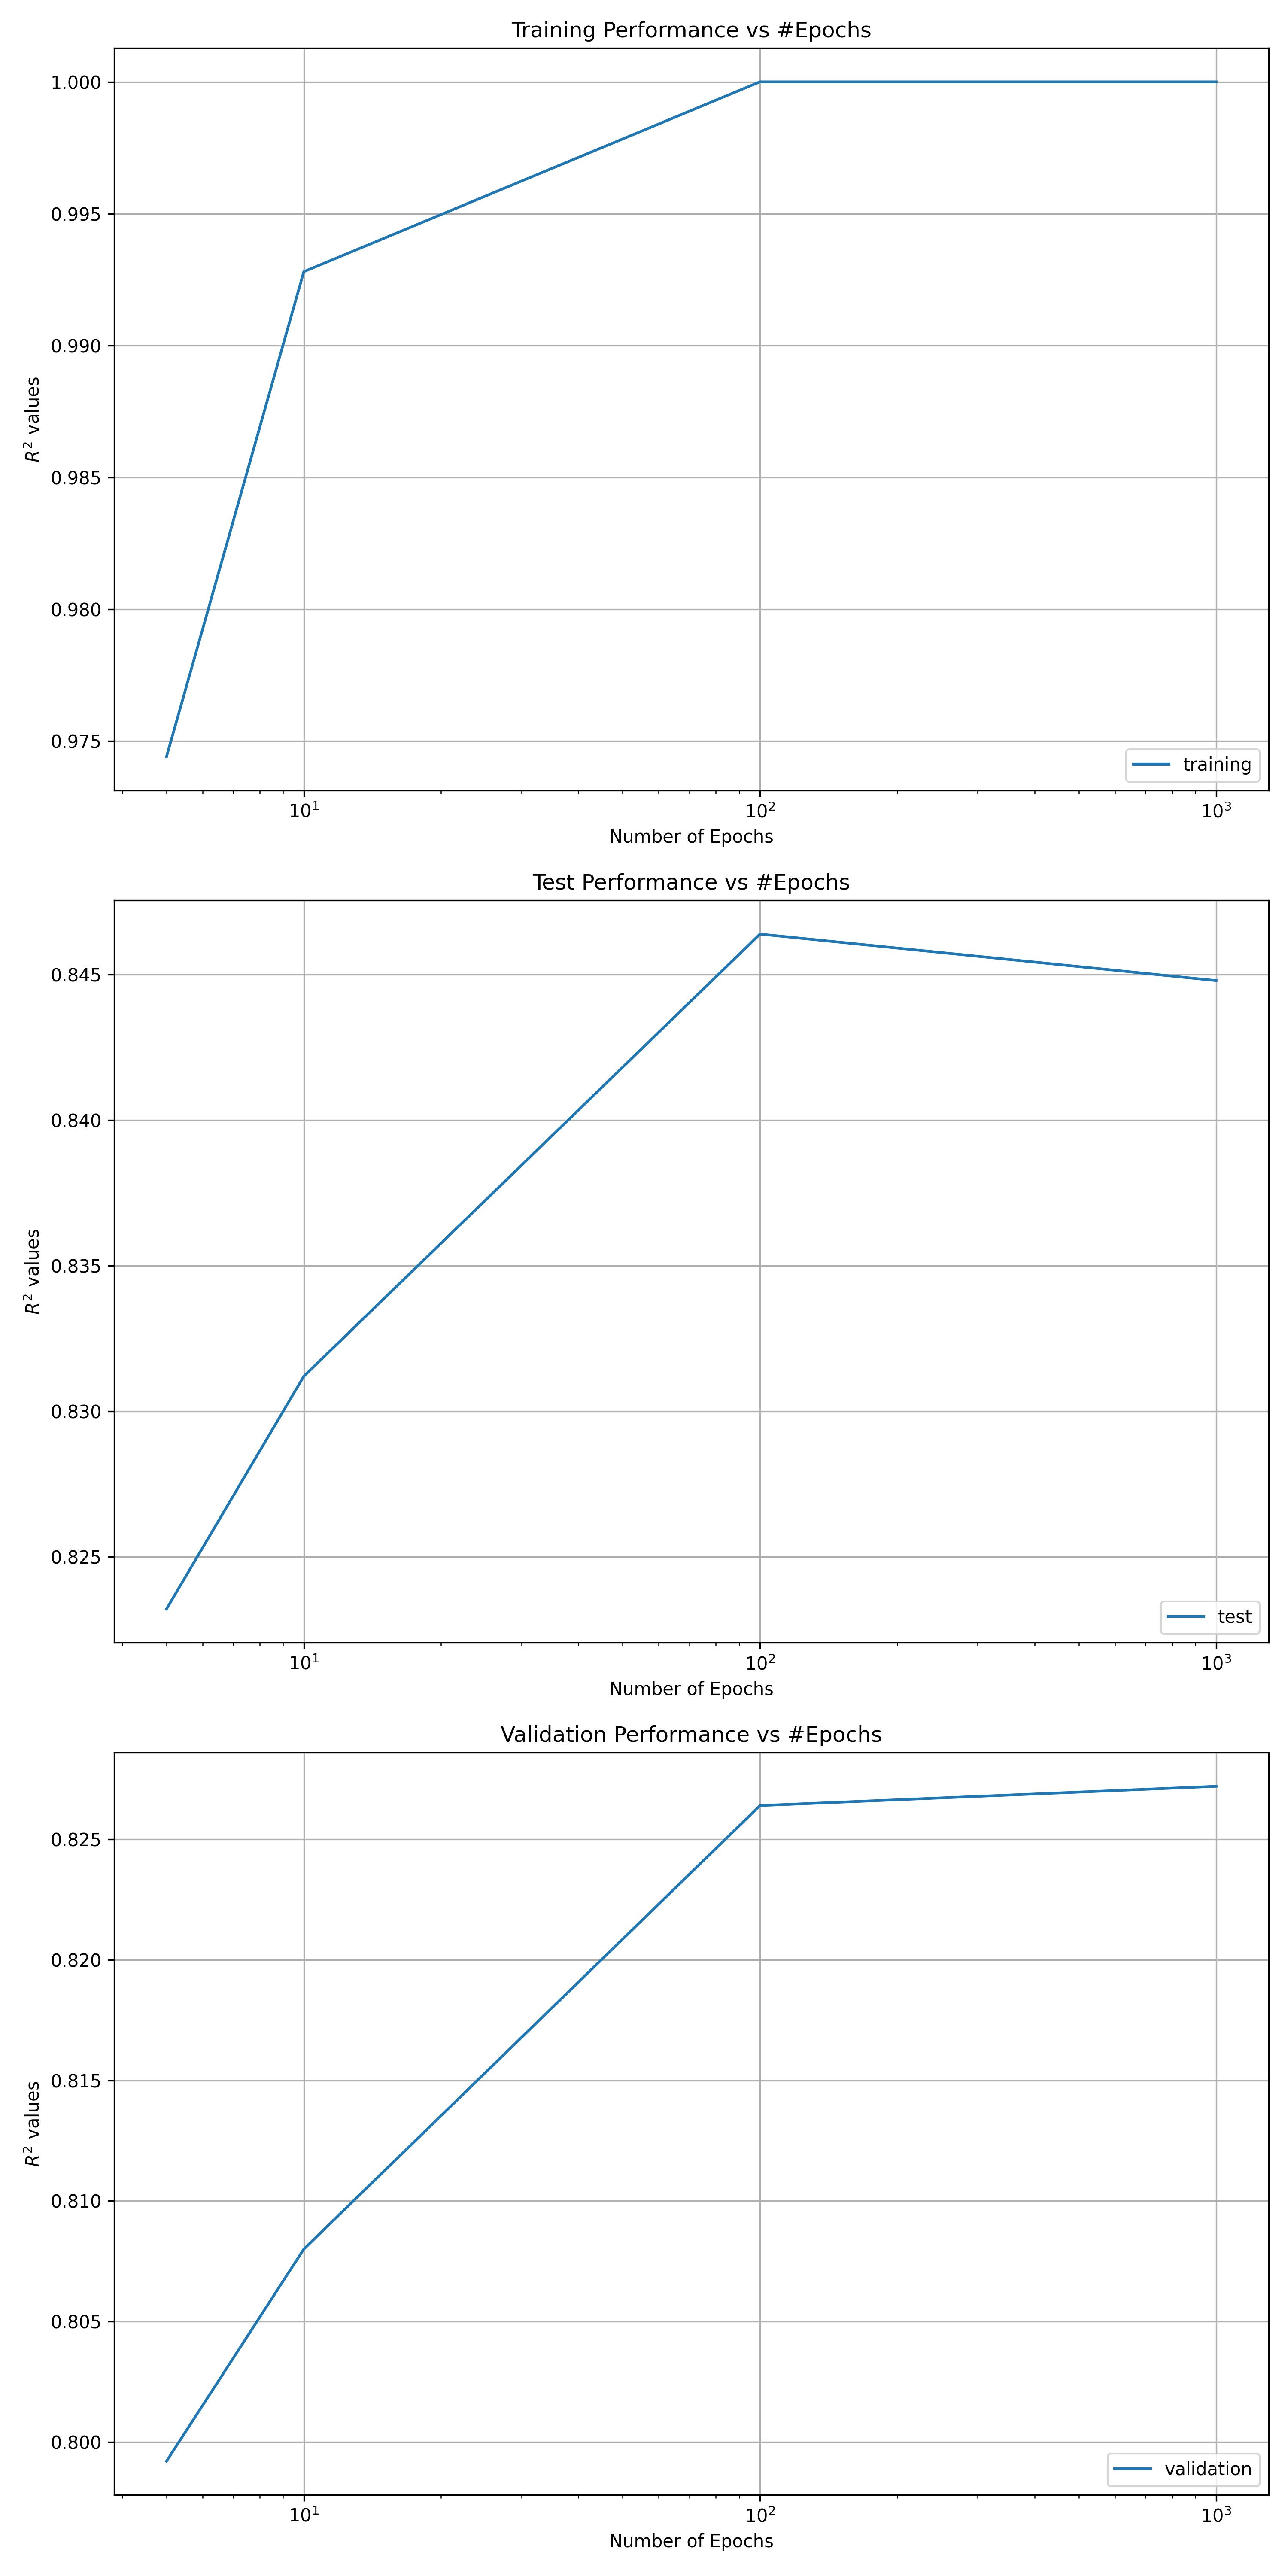 Training Performance vs #Epochs
1.000
0.995
0.990
0.985
0.980
0.975
R² values
training
10¹ 10² 10³
Number of Epochs
Test Performance vs #Epochs
0.845
0.840
0.835
0.830
0.825
R² values
test
10¹ 10² 10³
Number of Epochs
Validation Performance vs #Epochs
0.825
0.820
0.815
0.810
0.805
0.800
R² values
validation
10¹ 10² 10³
Number of Epochs